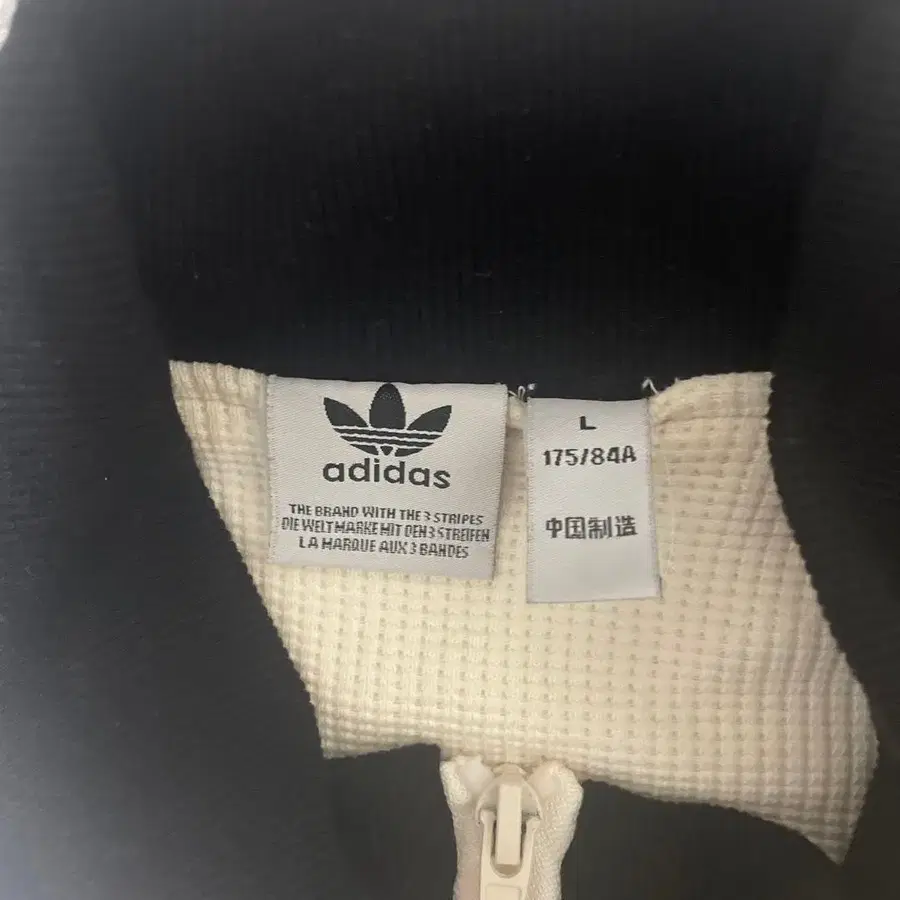 adidas
THE BRAND WITH THE 3 STRIPES
DIE WELTMARKE MIT DEN 3 STREIFEN
LA MARQUE AUX 3 BANDES
L
175/84A
中国制造